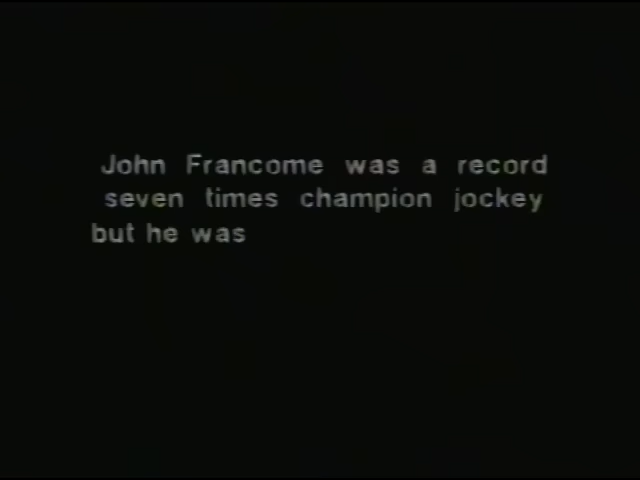 John Francome was a record
seven times champion jockey
but he was